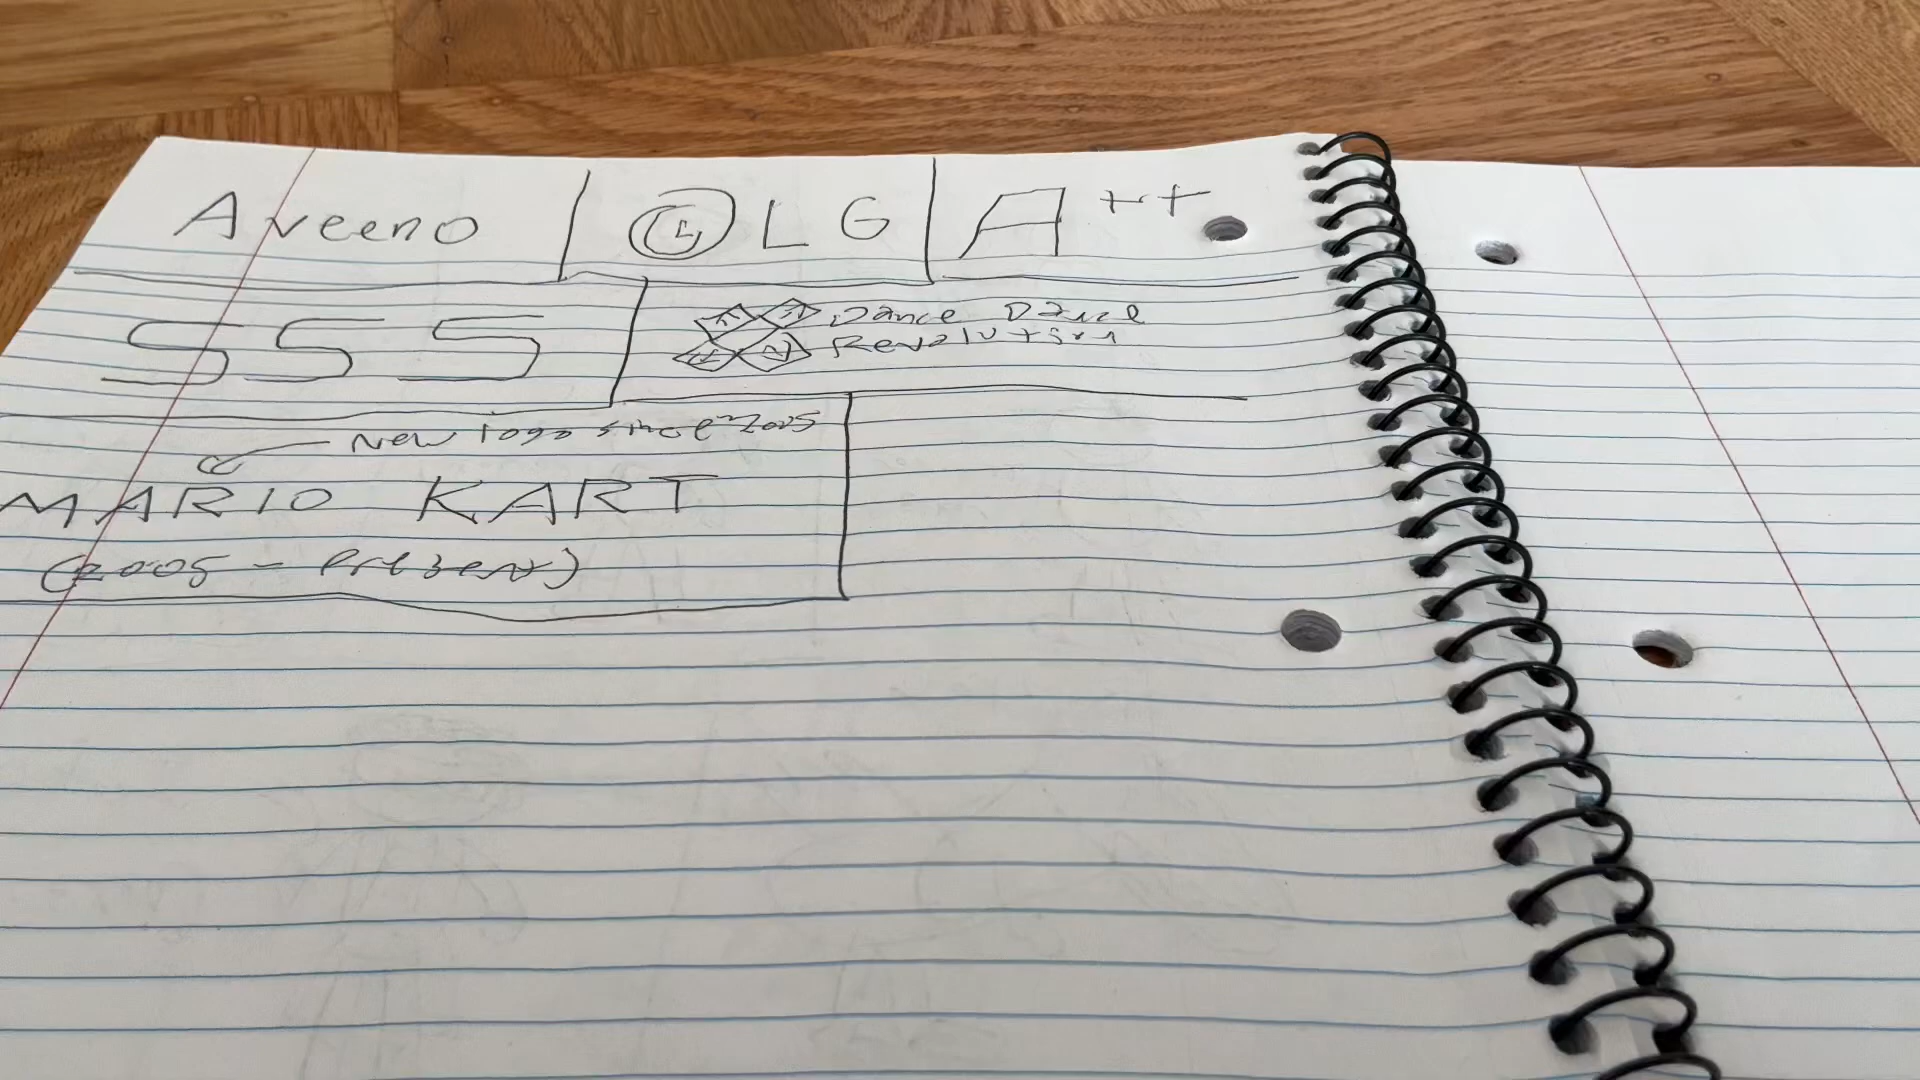 Aveeno
LG
A++
SSS
Dance Dance
Revolution
New logo since 2005
MARIO KART
(2005 - Present)